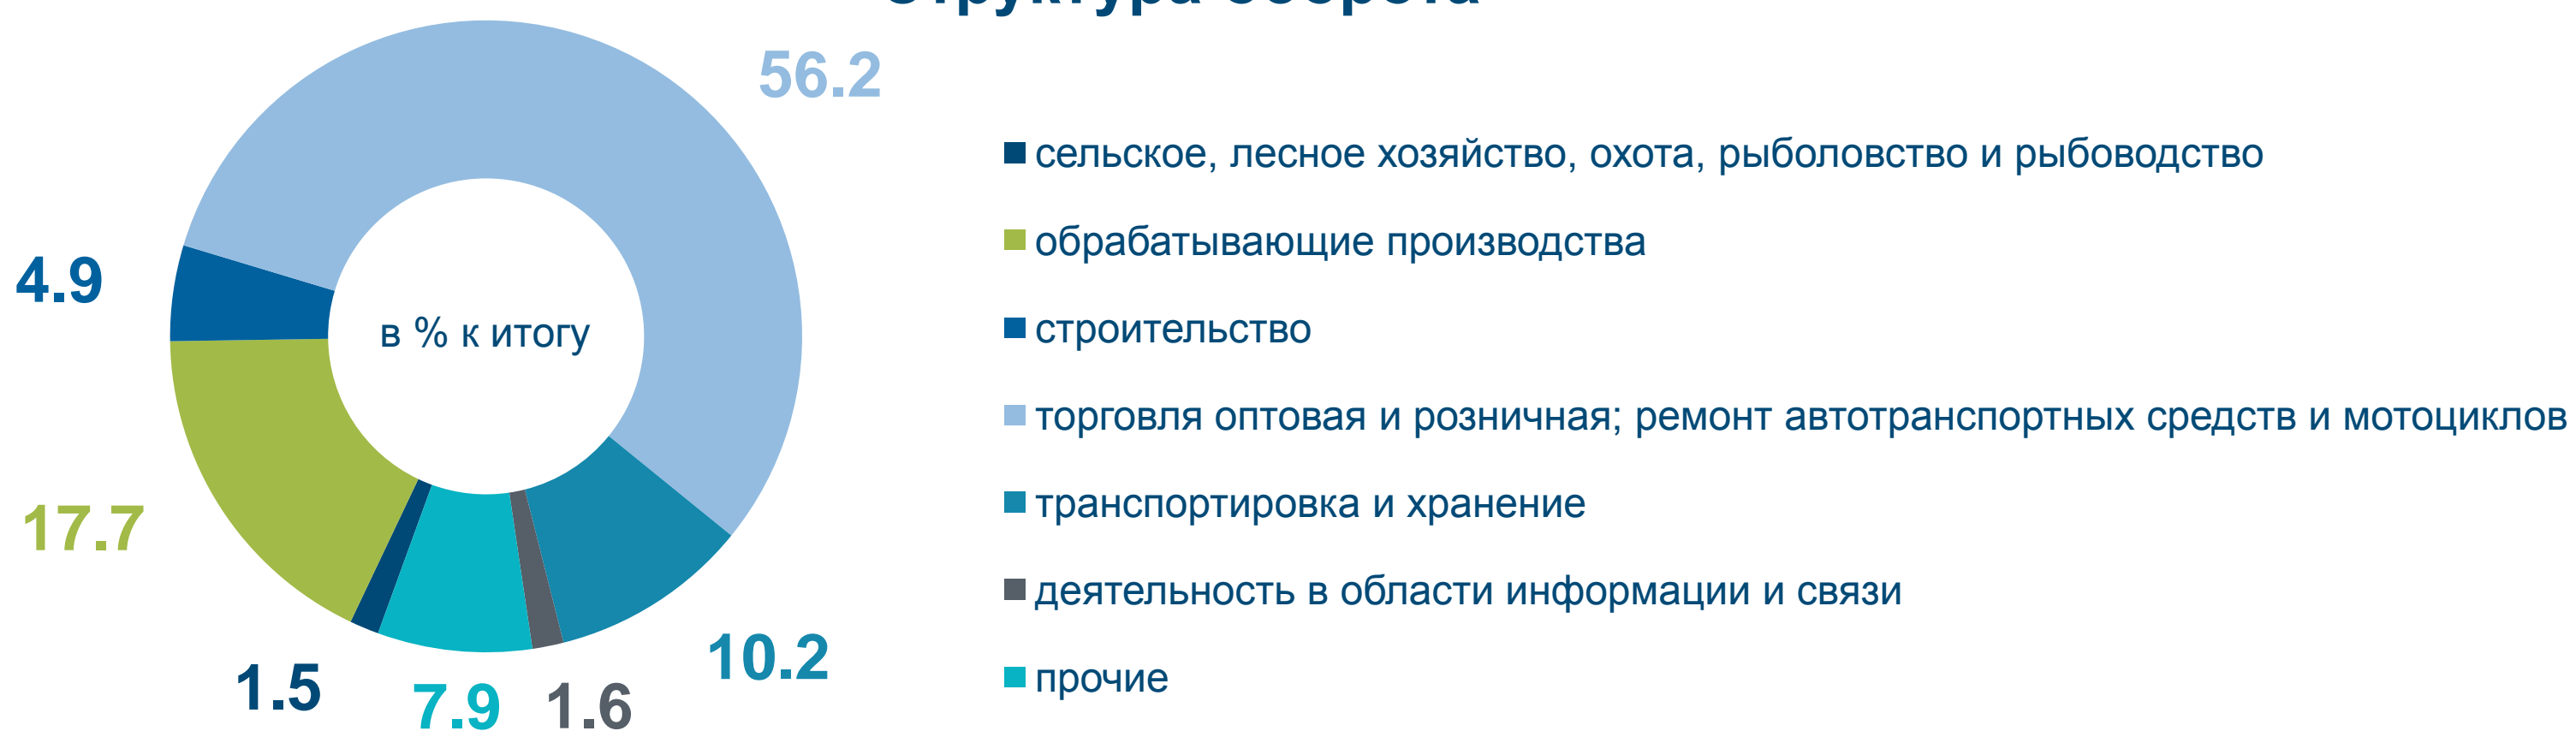 Структура оборота
56.2
4.9
в % к итогу
17.7
1.5
7.9
1.6
10.2
сельское, лесное хозяйство, охота, рыболовство и рыбоводство
обрабатывающие производства
строительство
торговля оптовая и розничная; ремонт автотранспортных средств и мотоциклов
транспортировка и хранение
деятельность в области информации и связи
прочие